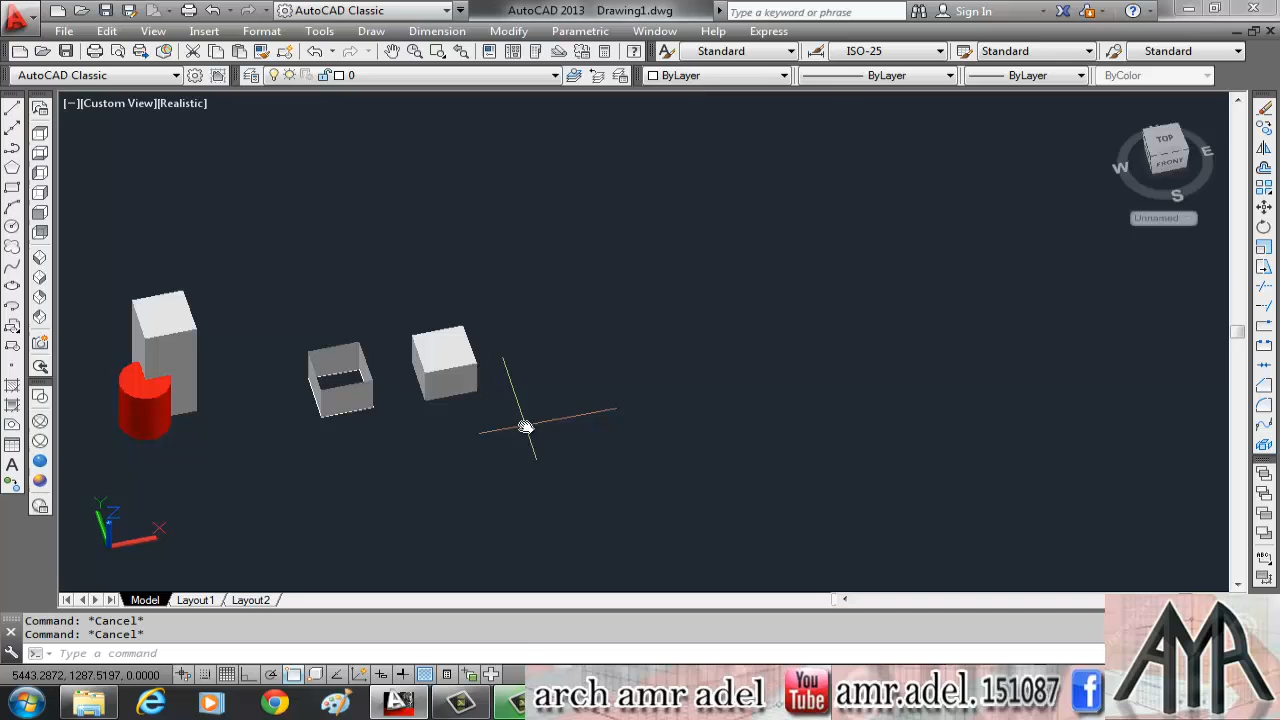 AutoCAD Classic
AutoCAD 2013 Drawing1.dwg
Type a keyword or phrase
Sign In
File Edit View Insert Format Tools Draw Dimension Modify Parametric Window Help Express
Standard
ISO-25
Standard
Standard
AutoCAD Classic
0
ByLayer
ByLayer
ByLayer
ByColor
[−][Custom View][Realistic]
TOP
FRONT
W
E
S
Unnamed
Y
Z
X
Model Layout1 Layout2
Command: *Cancel*
Command: *Cancel*
Type a command
5443.2872, 1287.5197, 0.0000
arch amr adel
You
Tube
amr.adel. 151087
f
AYR